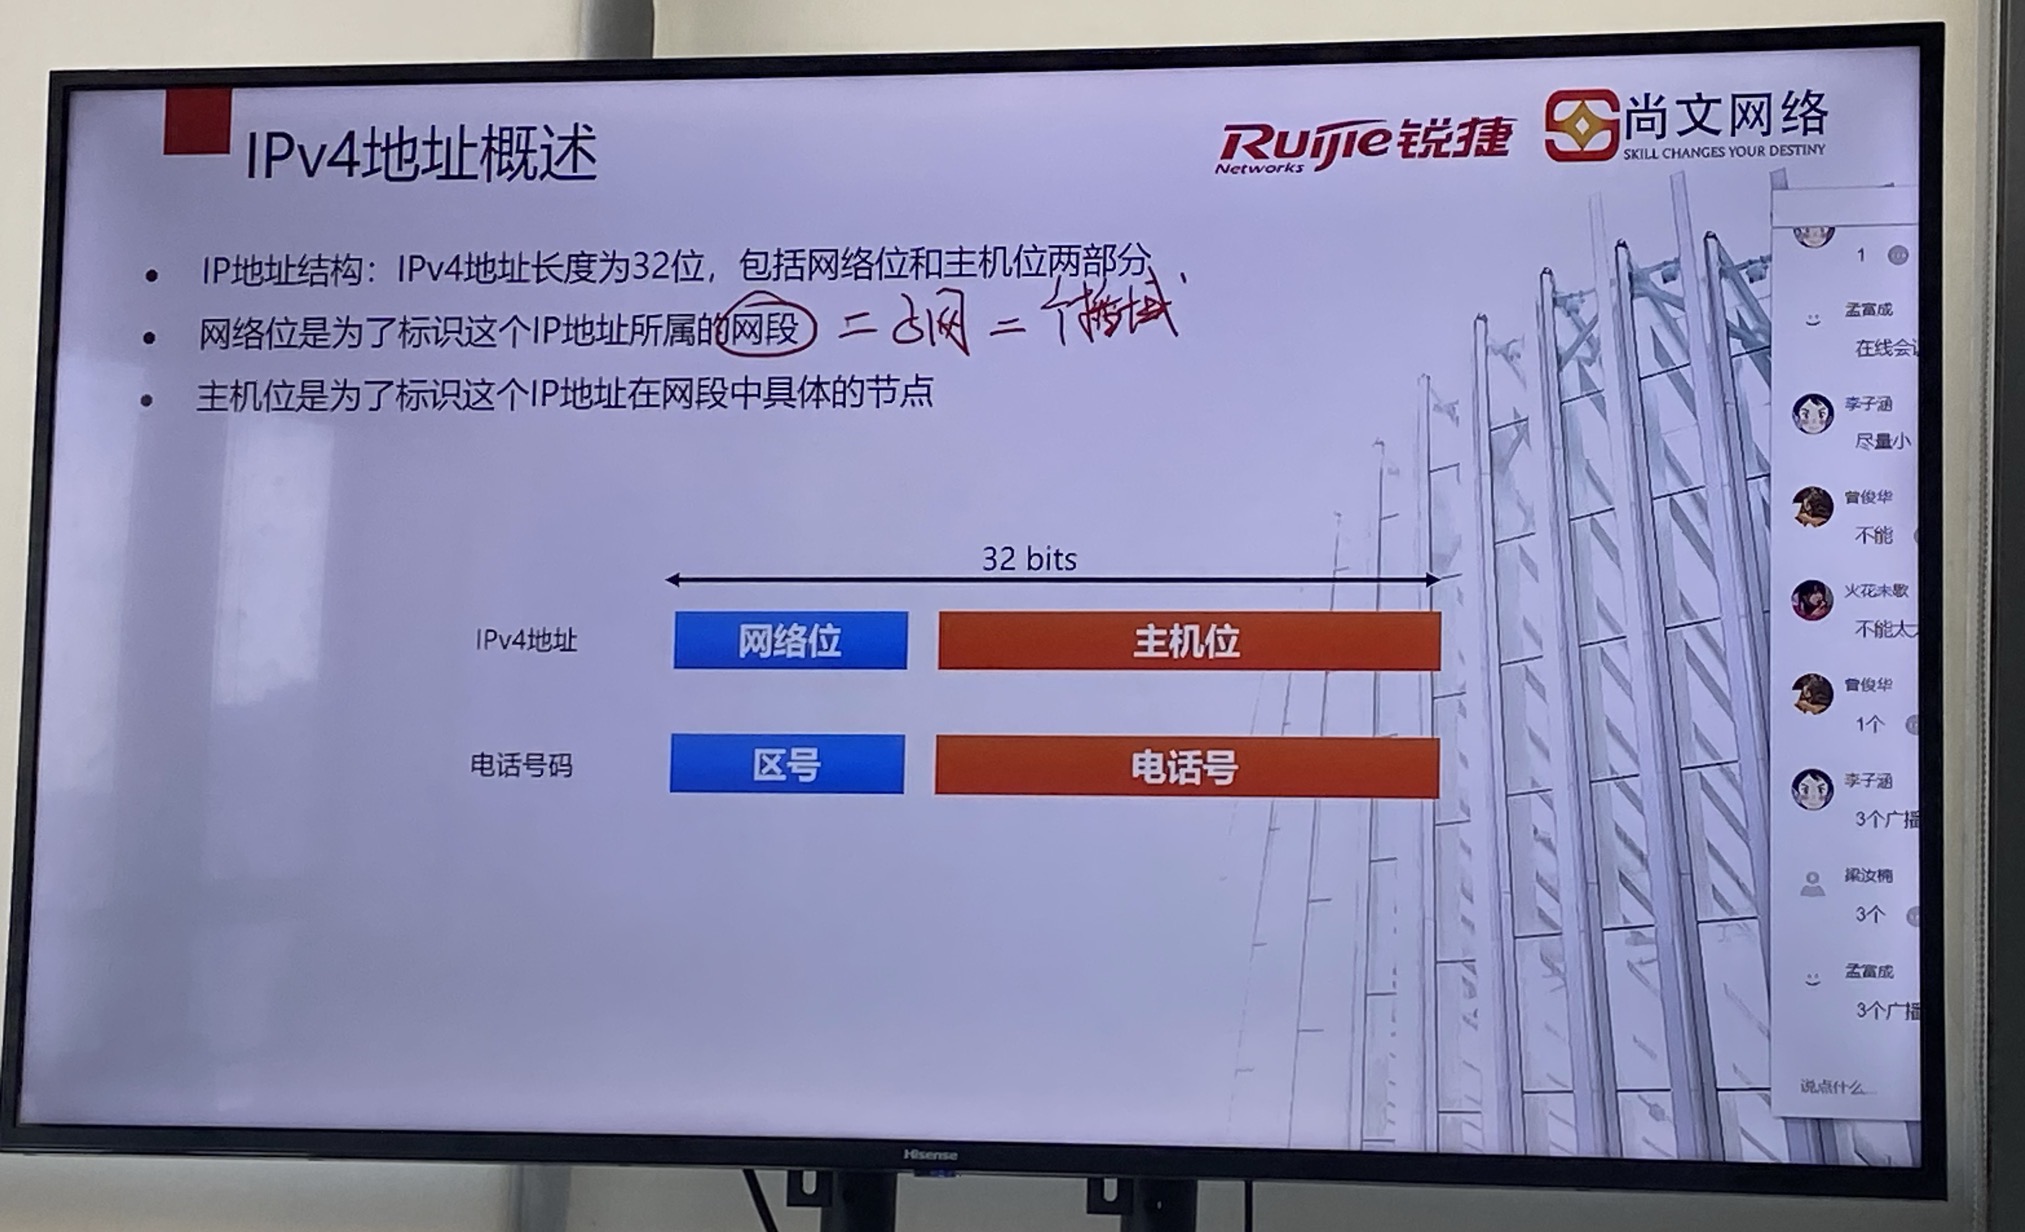 IPv4地址概述
Ruijie锐捷
Networks
尚文网络
SKILL CHANGES YOUR DESTINY
IP地址结构：IPv4地址长度为32位，包括网络位和主机位两部分
网络位是为了标识这个IP地址所属的网段 = 网 = 个播域
主机位是为了标识这个IP地址在网段中具体的节点
32 bits
IPv4地址 网络位 主机位
电话号码 区号 电话号
1
孟富成
在线会
李子涵
尽量小
曾俊华
不能
火花未歇
不能太
曾俊华
1个
李子涵
3个广播
梁汝楠
3个
孟富成
3个广播
说点什么...
Hisense